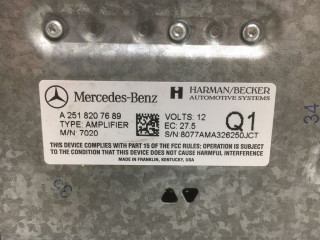 Mercedes-Benz
HARMAN/BECKER
AUTOMOTIVE SYSTEMS
A 251 820 76 89
TYPE: AMPLIFIER
M/N: 7020
VOLTS: 12
EC: 27.5
S/N:8077AMA326250JCT
Q1
THIS DEVICE COMPLIES WITH PART 15 OF THE FCC RULES; OPERATION IS SUBJECT
TO THE CONDITION THAT THIS DEVICE DOES NOT CAUSE HARMFUL INTERFERENCE
MADE IN FRANKLIN, KENTUCKY, USA
34